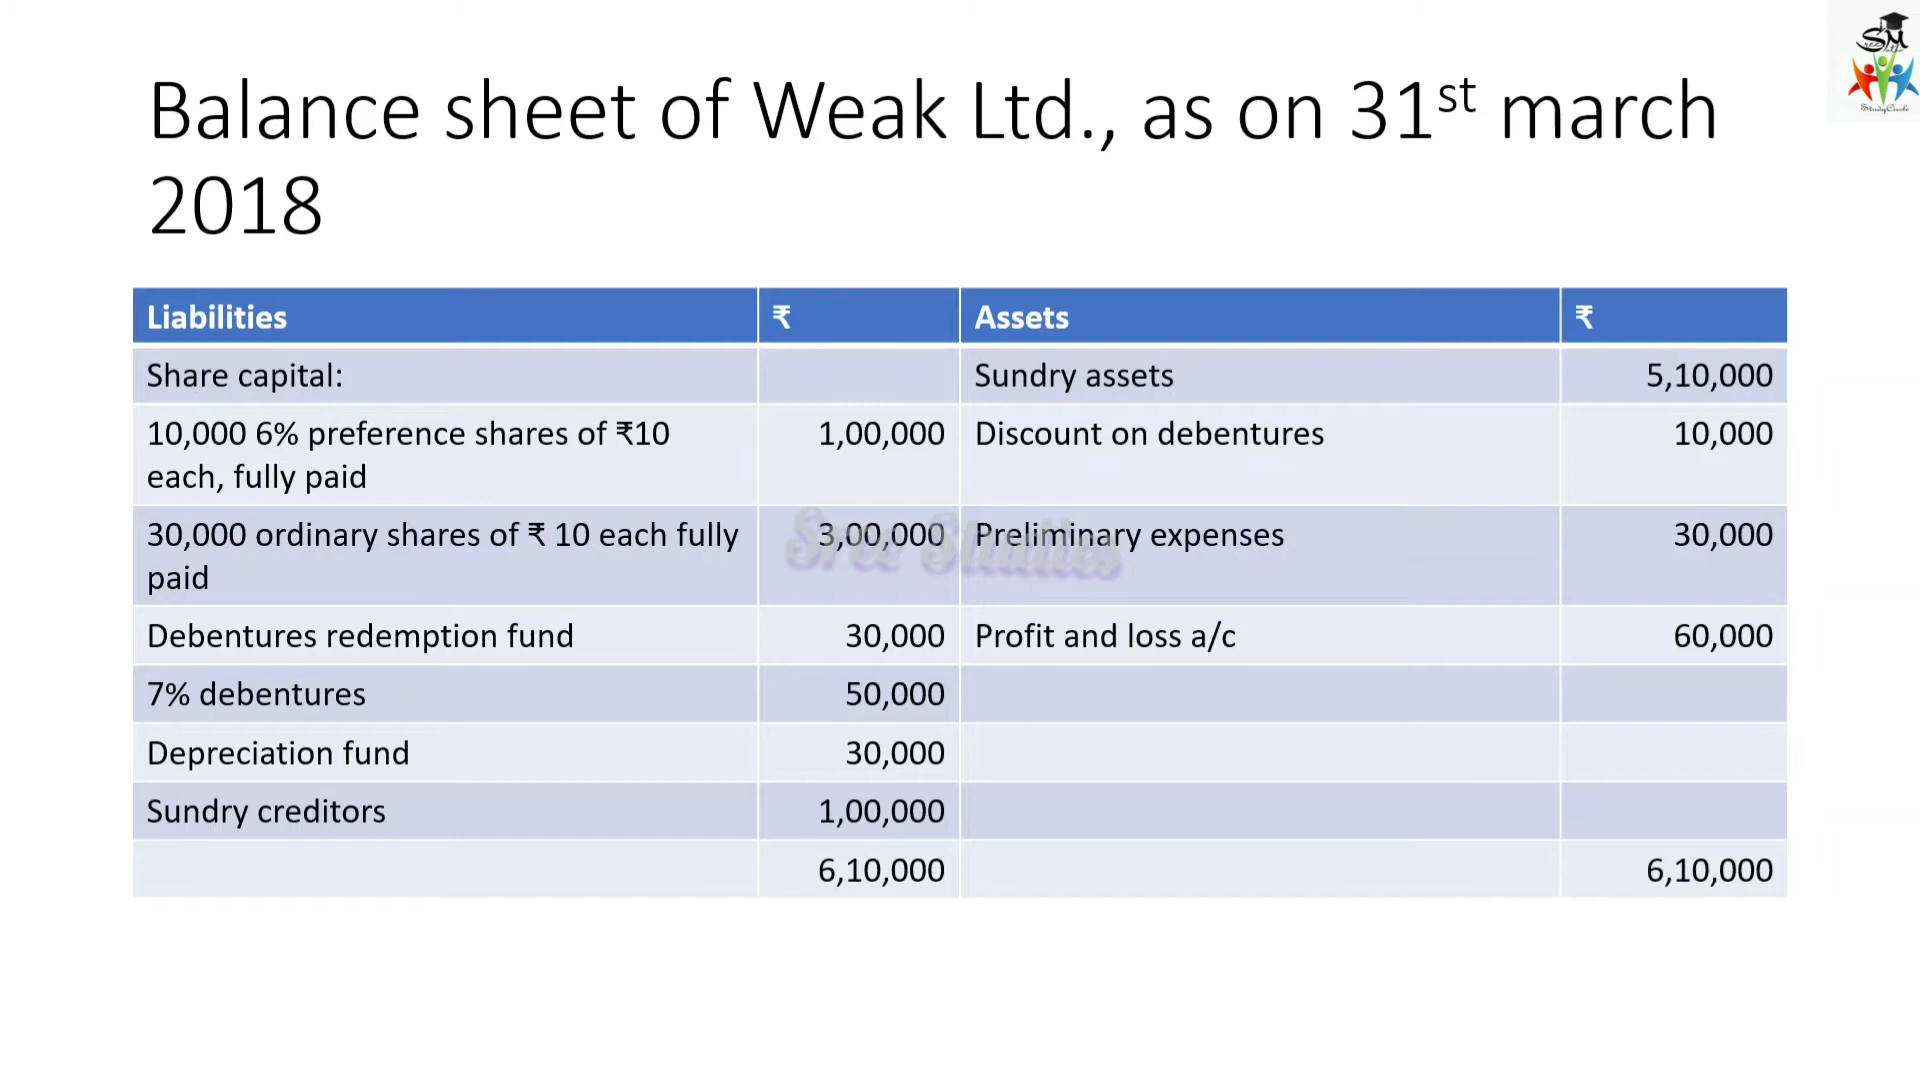 Balance sheet of Weak Ltd., as on 31st march
2018
Liabilities ₹ Assets ₹
Share capital: Sundry assets 5,10,000
10,000 6% preference shares of ₹10 1,00,000 Discount on debentures 10,000
each, fully paid
30,000 ordinary shares of ₹ 10 each fully 3,00,000 Preliminary expenses 30,000
paid
Debentures redemption fund 30,000 Profit and loss a/c 60,000
7% debentures 50,000
Depreciation fund 30,000
Sundry creditors 1,00,000
6,10,000 6,10,000
Sree Studies
SM
StudyCircle